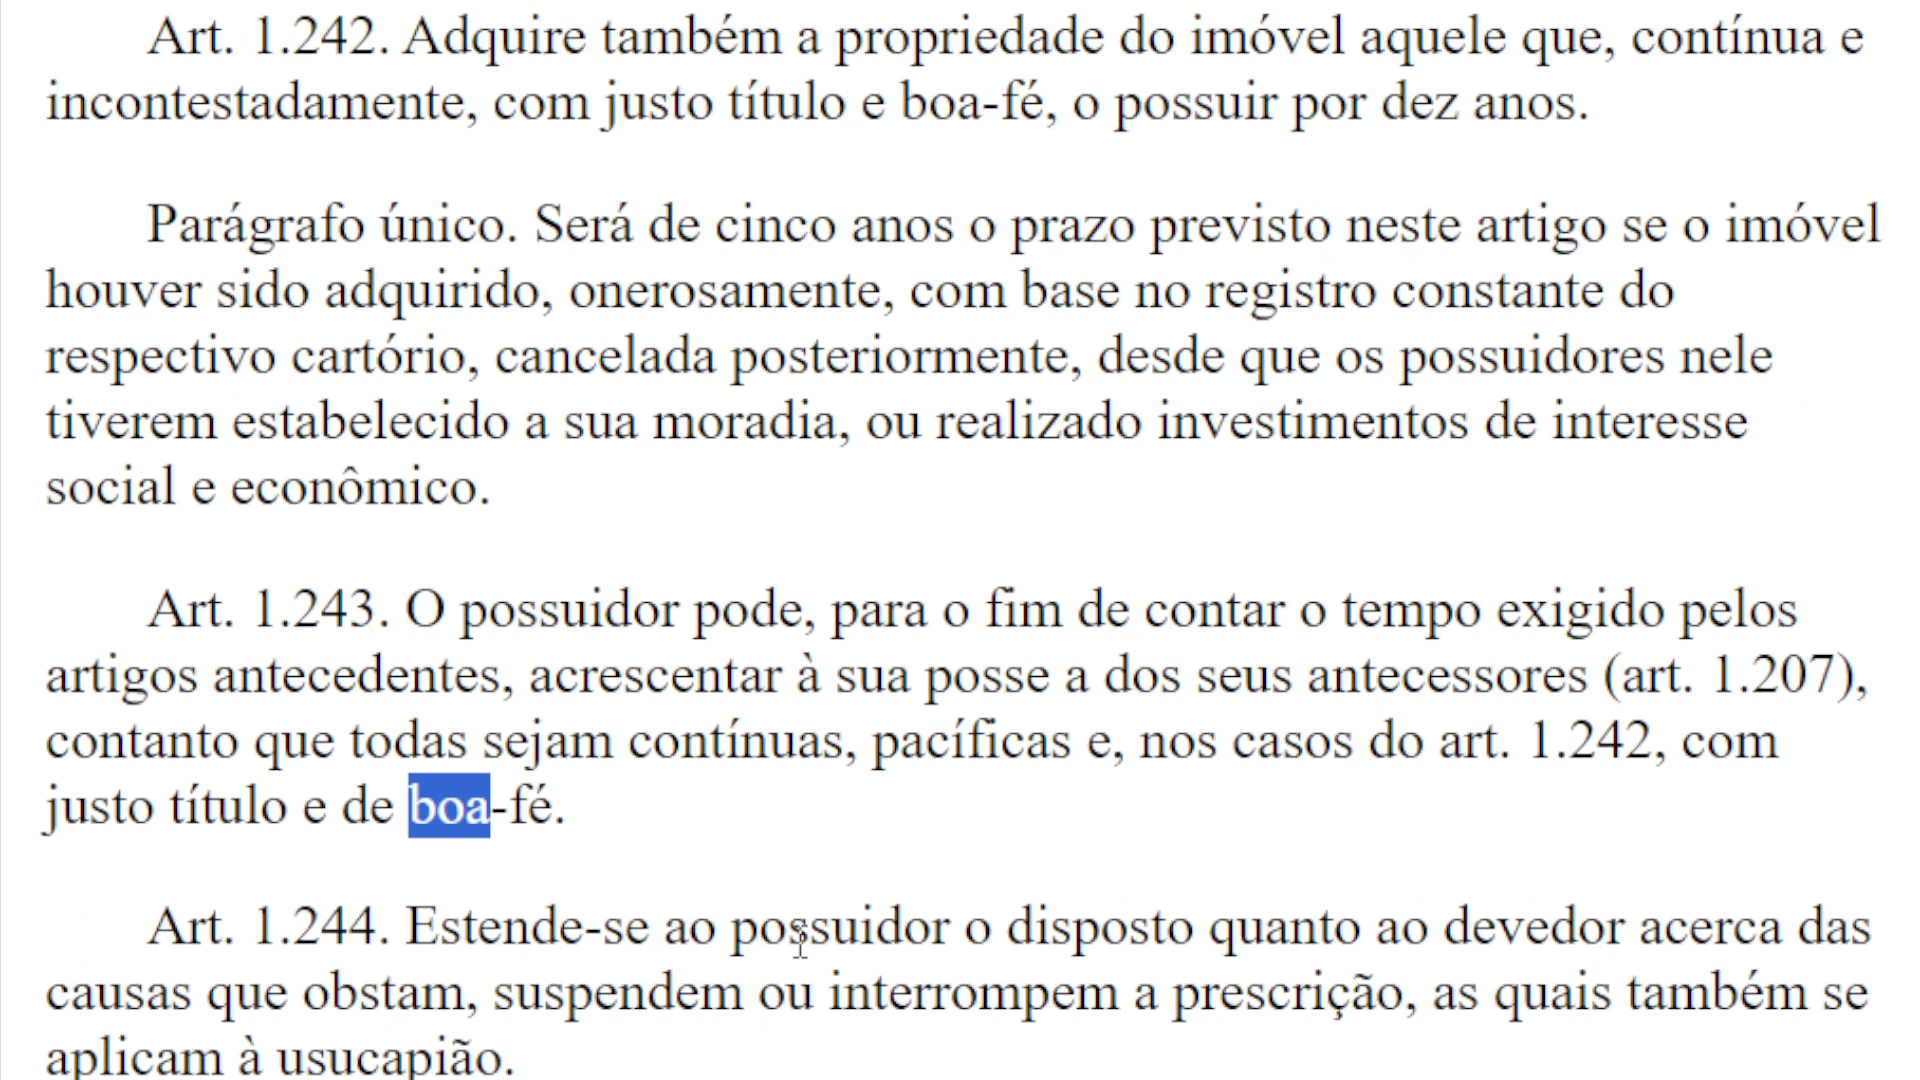 Art. 1.242. Adquire também a propriedade do imóvel aquele que, contínua e
incontestadamente, com justo título e boa-fé, o possuir por dez anos.
Parágrafo único. Será de cinco anos o prazo previsto neste artigo se o imóvel
houver sido adquirido, onerosamente, com base no registro constante do
respectivo cartório, cancelada posteriormente, desde que os possuidores nele
tiverem estabelecido a sua moradia, ou realizado investimentos de interesse
social e econômico.
Art. 1.243. O possuidor pode, para o fim de contar o tempo exigido pelos
artigos antecedentes, acrescentar à sua posse a dos seus antecessores (art. 1.207),
contanto que todas sejam contínuas, pacíficas e, nos casos do art. 1.242, com
justo título e de boa-fé.
Art. 1.244. Estende-se ao possuidor o disposto quanto ao devedor acerca das
causas que obstam, suspendem ou interrompem a prescrição, as quais também se
aplicam à usucapião.